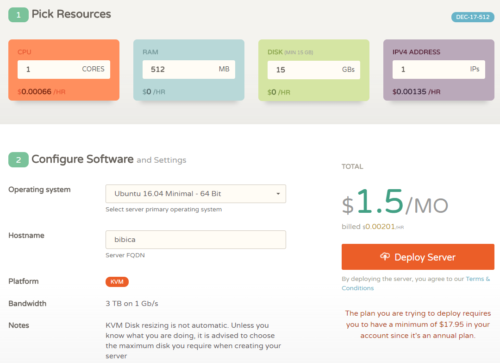 1 Pick Resources
DEC-17-512
CPU
1 CORES
$0.00066 /HR
RAM
512 MB
$0 /HR
DISK (MIN 15 GB)
15 GBs
$0 /HR
IPV4 ADDRESS
1 IPs
$0.00135 /HR
2 Configure Software and Settings
Operating system
Ubuntu 16.04 Minimal - 64 Bit
Select server primary operating system
Hostname
bibica
Server FQDN
Platform
KVM
Bandwidth
3 TB on 1 Gb/s
Notes
KVM Disk resizing is not automatic. Unless you
know what you are doing, it is advised to choose
the maximum disk you require when creating your
server
TOTAL
$1.5/MO
billed $0.00201/HR
Deploy Server
By deploying the server, you agree to our Terms &
Conditions
The plan you are trying to deploy requires
you to have a minimum of $17.95 in your
account since it's an annual plan.